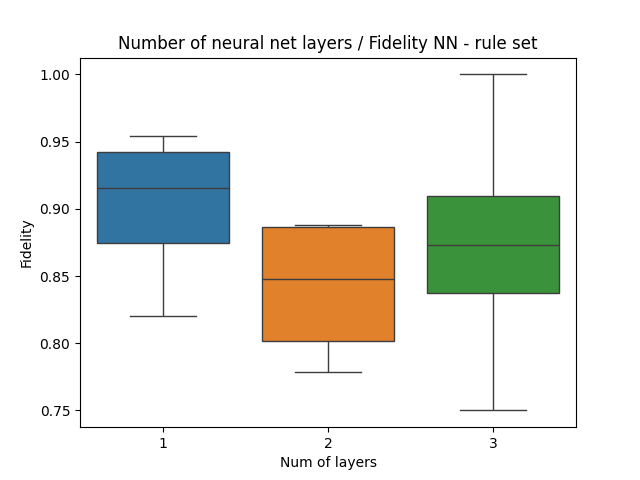 Number of neural net layers / Fidelity NN - rule set
1.00
0.95
0.90
0.85
0.80
0.75
Fidelity
1 2 3
Num of layers